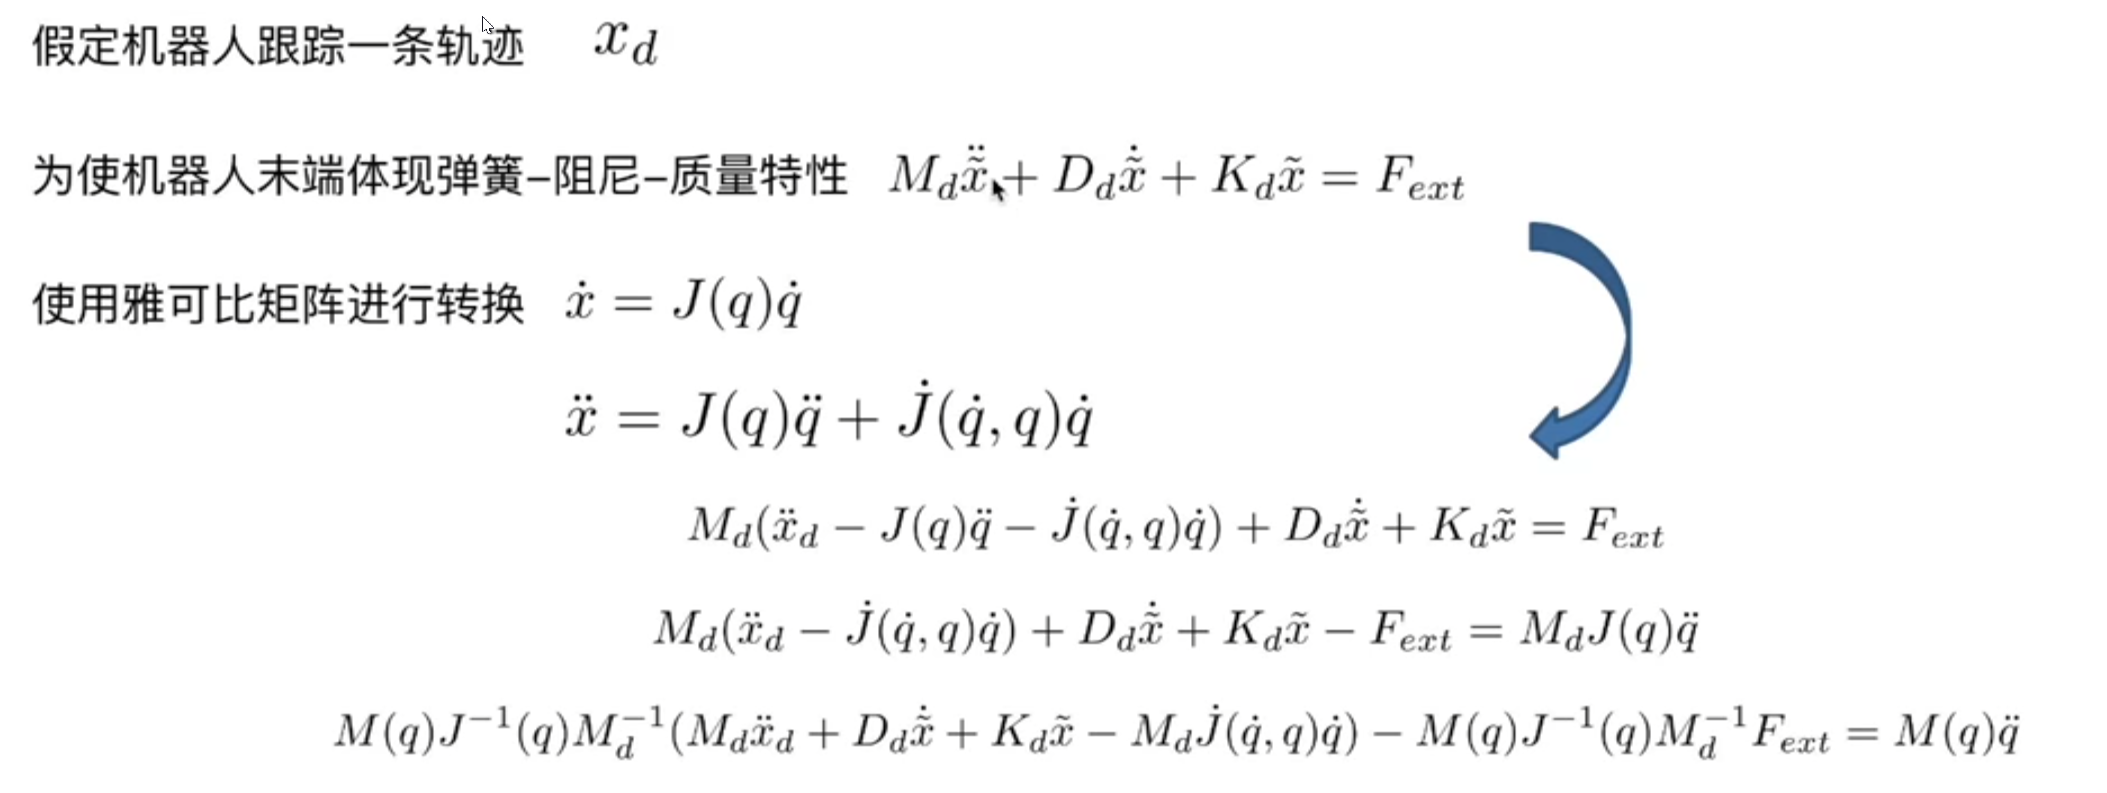 假定机器人跟踪一条轨迹 $x_d$
为使机器人末端体现弹簧–阻尼–质量特性 $M_d\ddot{\tilde{x}} + D_d\dot{\tilde{x}} + K_d\tilde{x} = F_{ext}$
使用雅可比矩阵进行转换 $\dot{x} = J(q)\dot{q}$
$\ddot{x} = J(q)\ddot{q} + \dot{J}(\dot{q}, q)\dot{q}$
$M_d(\ddot{x}_d - J(q)\ddot{q} - \dot{J}(\dot{q}, q)\dot{q}) + D_d\dot{\tilde{x}} + K_d\tilde{x} = F_{ext}$
$M_d(\ddot{x}_d - \dot{J}(\dot{q}, q)\dot{q}) + D_d\dot{\tilde{x}} + K_d\tilde{x} - F_{ext} = M_dJ(q)\ddot{q}$
$M(q)J^{-1}(q)M_d^{-1}(M_d\ddot{x}_d + D_d\dot{\tilde{x}} + K_d\tilde{x} - M_d\dot{J}(\dot{q}, q)\dot{q}) - M(q)J^{-1}(q)M_d^{-1}F_{ext} = M(q)\ddot{q}$